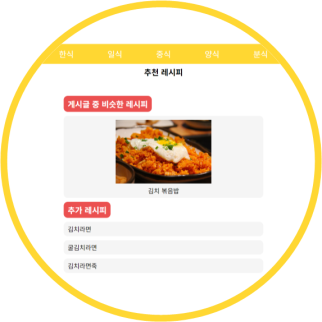 한식 일식 중식 양식 분식
추천 레시피
게시글 중 비슷한 레시피
김치 볶음밥
추가 레시피
김치라면
굴김치라면
김치라면죽